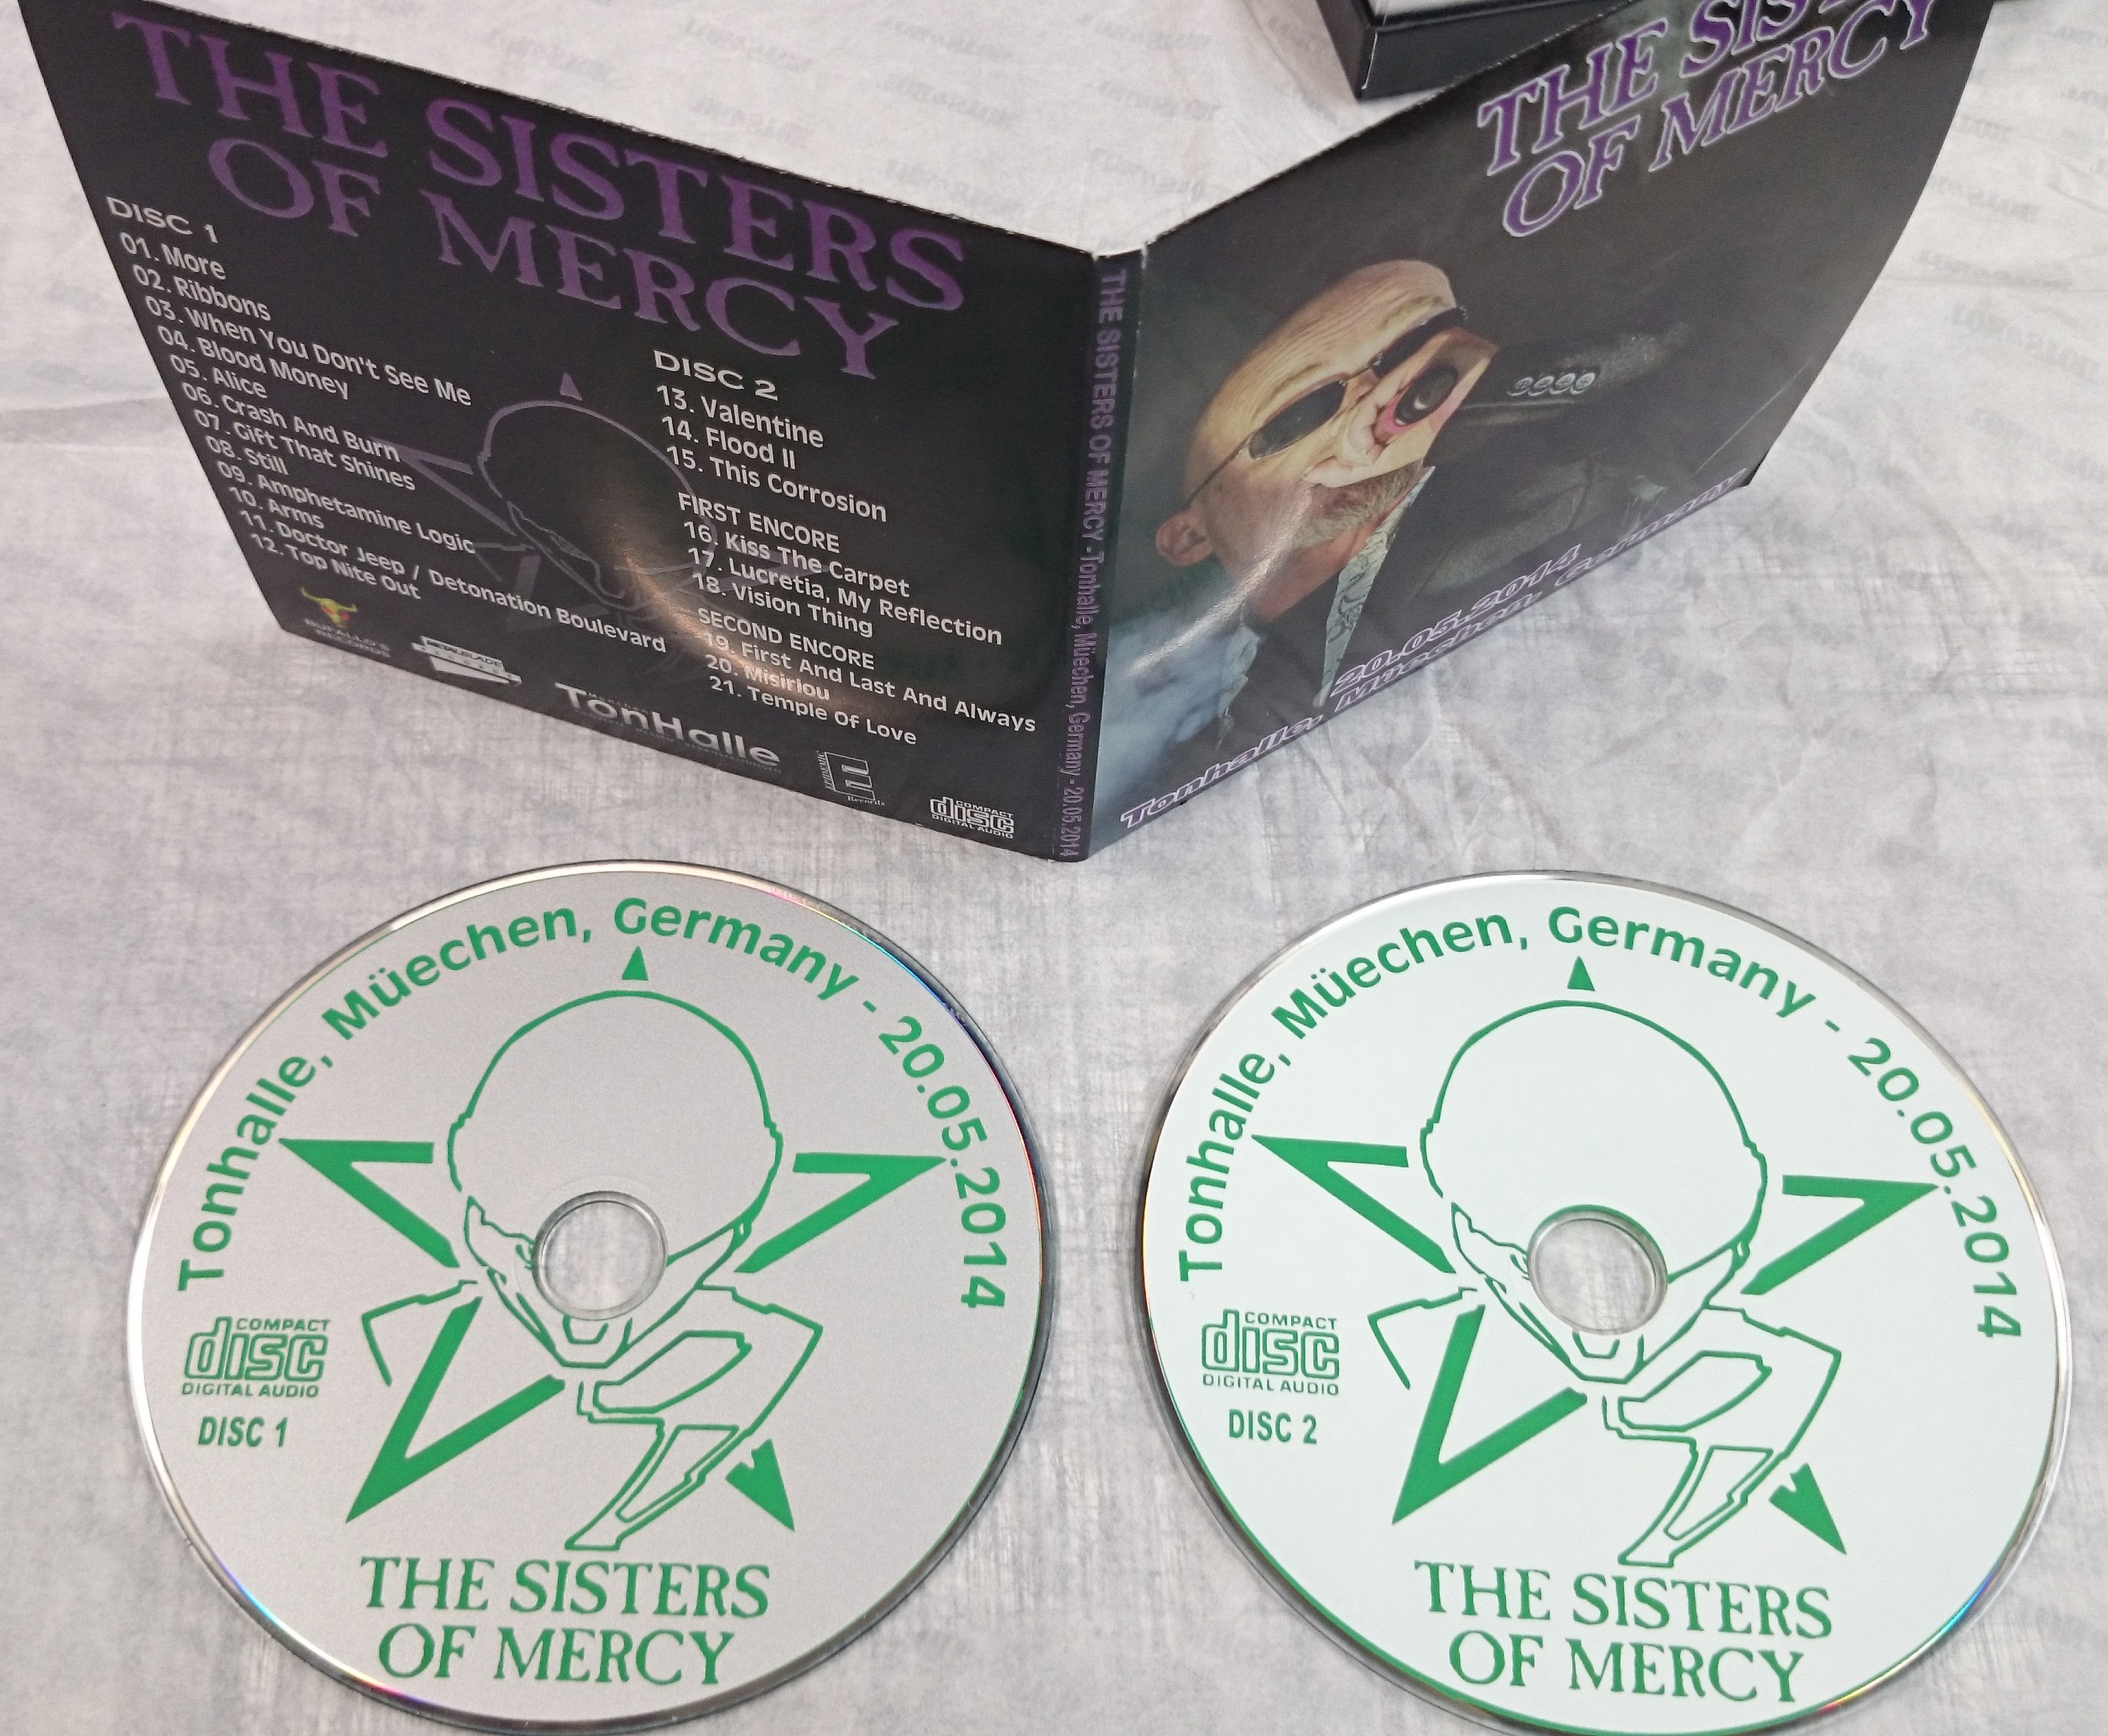 THE SISTERS
OF MERCY
DISC 1
01. More
02. Ribbons
03. When You Don't See Me
04. Blood Money
05. Alice
06. Crash And Burn
07. Gift That Shines
08. Still
09. Amphetamine Logic
10. Arms
11. Doctor Jeep / Detonation Boulevard
12. Top Nite Out
DISC 2
13. Valentine
14. Flood II
15. This Corrosion
FIRST ENCORE
16. Kiss The Carpet
17. Lucretia, My Reflection
18. Vision Thing
SECOND ENCORE
19. First And Last And Always
20. Misirlou
21. Temple Of Love
BUFALLO'S
RECORDS
METALBLADE
TonHalle
E
Records
COMPACT
disc
DIGITAL AUDIO
THE SISTERS OF MERCY - Tonhalle, Müechen, Germany - 20.05.2014
THE SIS
OF MERCY
20.05.2014
Tonhalle, Müechen, Germany
Tonhalle, Müechen, Germany - 20.05.2014
COMPACT
disc
DIGITAL AUDIO
DISC 1
THE SISTERS
OF MERCY
Tonhalle, Müechen, Germany - 20.05.2014
COMPACT
disc
DIGITAL AUDIO
DISC 2
THE SISTERS
OF MERCY